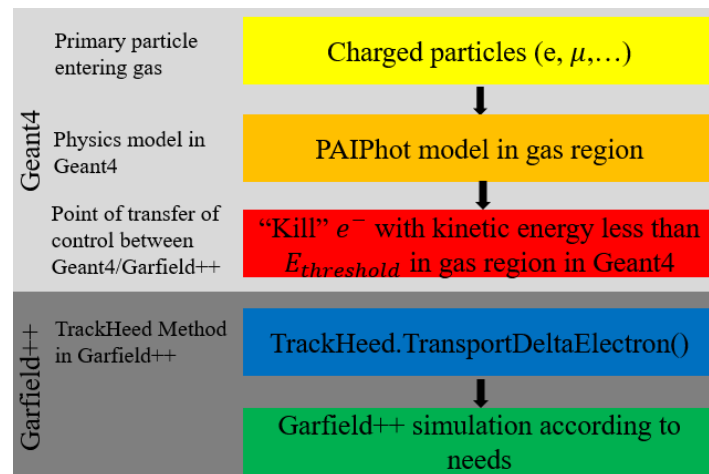 Geant4
Primary particle
entering gas
Charged particles (e, μ,…)
Physics model in
Geant4
PAIPhot model in gas region
Point of transfer of
control between
Geant4/Garfield++
“Kill” e⁻ with kinetic energy less than
E_threshold in gas region in Geant4
Garfield++
TrackHeed Method
in Garfield++
TrackHeed.TransportDeltaElectron()
Garfield++ simulation according to
needs